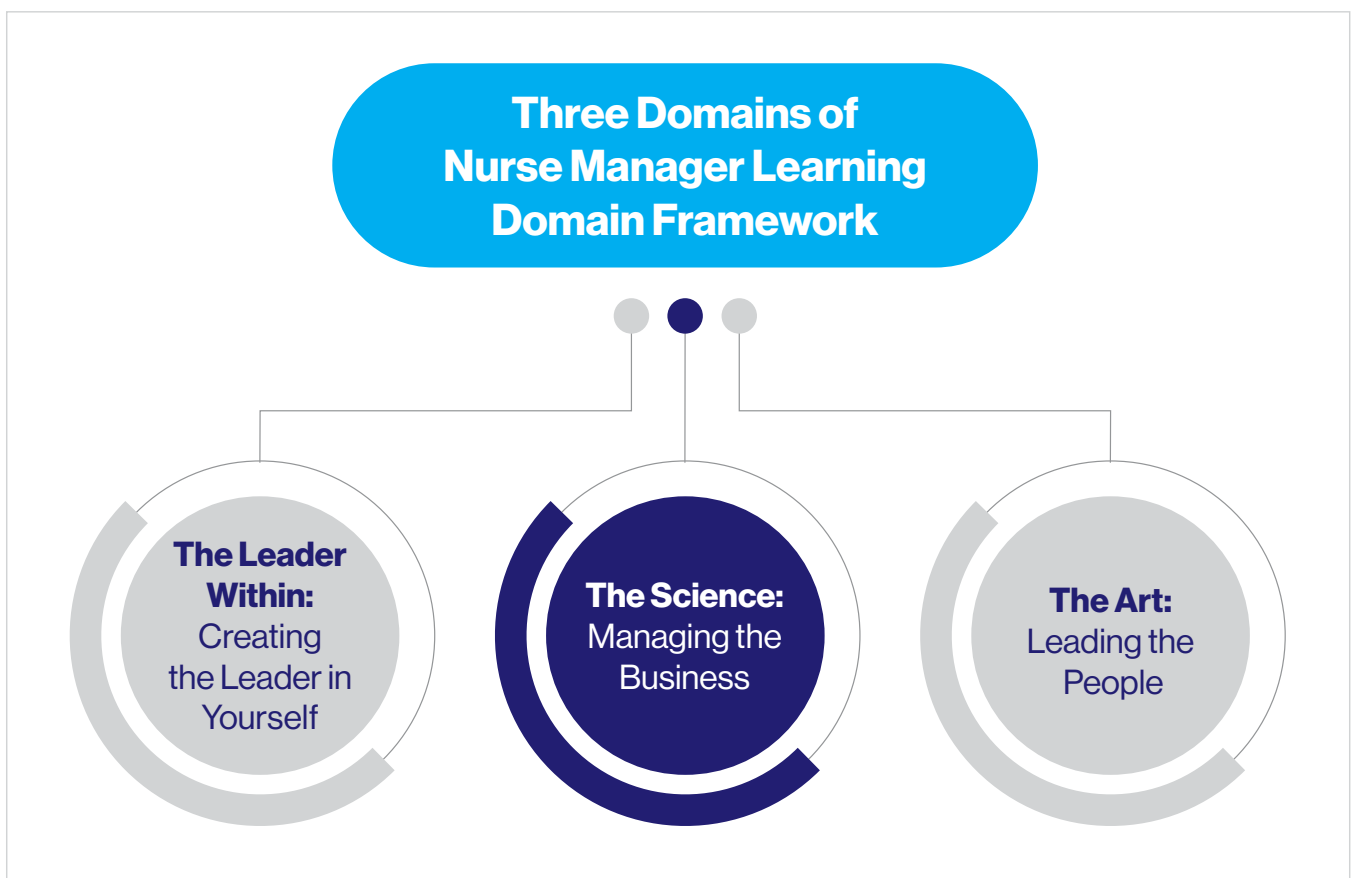 Three Domains of
Nurse Manager Learning
Domain Framework
The Leader
Within:
Creating
the Leader in
Yourself
The Science:
Managing the
Business
The Art:
Leading the
People